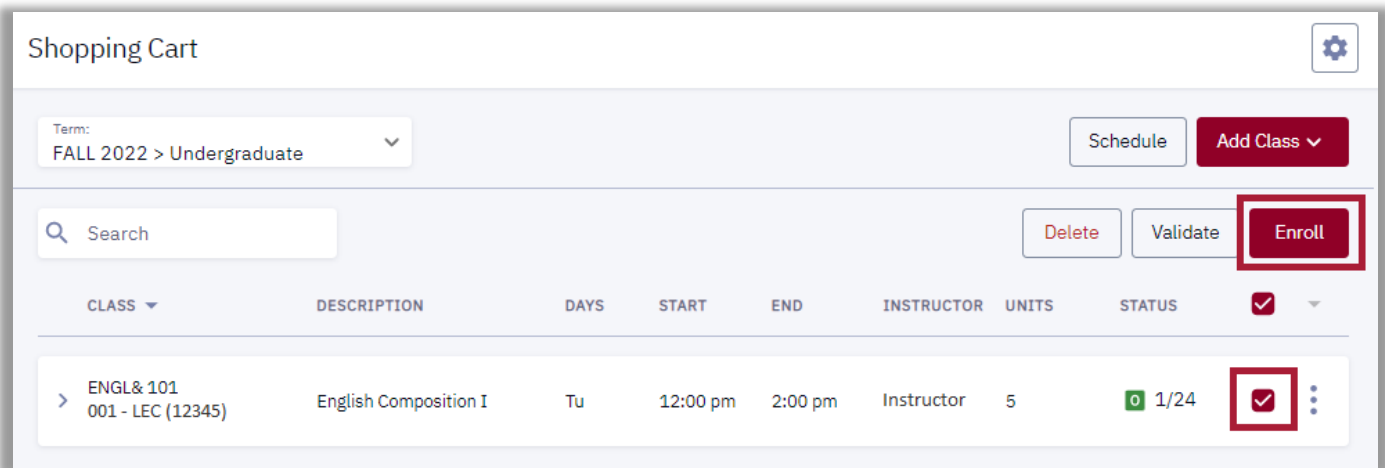 Shopping Cart
Term:
FALL 2022 > Undergraduate
Schedule
Add Class
Search
Delete
Validate
Enroll
CLASS DESCRIPTION DAYS START END INSTRUCTOR UNITS STATUS
ENGL& 101
001 - LEC (12345)
English Composition I Tu 12:00 pm 2:00 pm Instructor 5 O 1/24